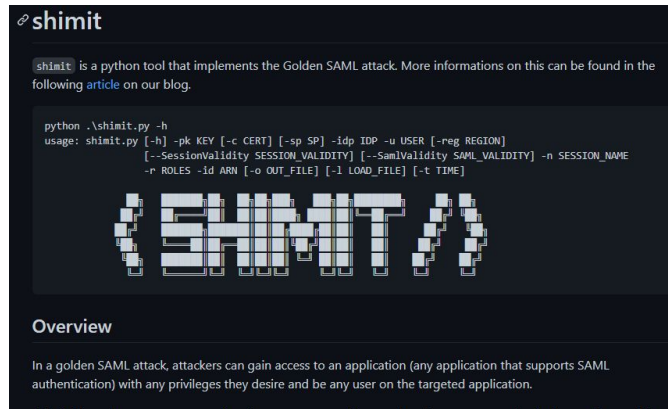 shimit
shimit is a python tool that implements the Golden SAML attack. More informations on this can be found in the
following article on our blog.
python .\shimit.py -h
usage: shimit.py [-h] -pk KEY [-c CERT] [-sp SP] -idp IDP -u USER [-reg REGION]
[--SessionValidity SESSION_VALIDITY] [--SamlValidity SAML_VALIDITY] -n SESSION_NAME
-r ROLES -id ARN [-o OUT_FILE] [-l LOAD_FILE] [-t TIME]
Overview
In a golden SAML attack, attackers can gain access to an application (any application that supports SAML
authentication) with any privileges they desire and be any user on the targeted application.